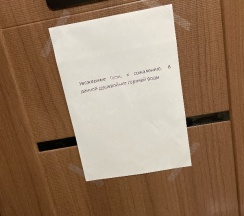 Уважаемые Гости, к сожалению, в
данной душевой нет горячей воды